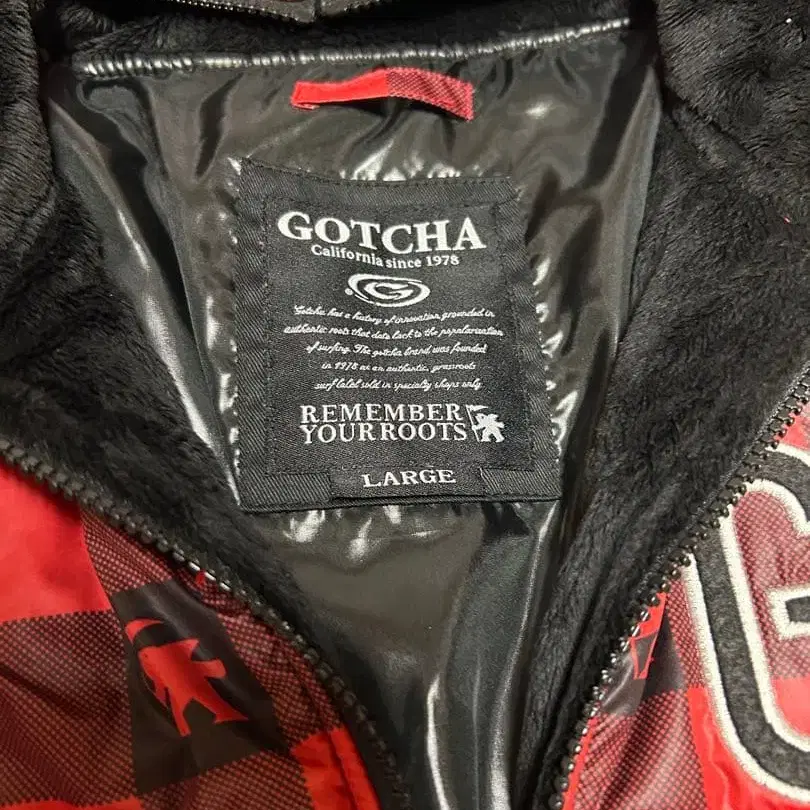 GOTCHA
California since 1978
G
Gotcha has a history of innovation, grounded in
authentic roots that date back to the popularization
of surfing. The gotcha brand was founded
in 1978 as an authentic, grassroots
surf label sold in specialty shops only
REMEMBER
YOUR ROOTS
LARGE
G